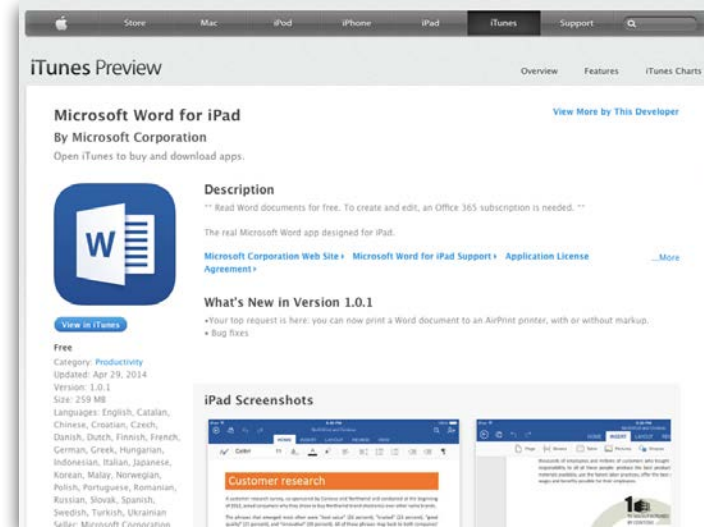 Store Mac iPod iPhone iPad iTunes Support
iTunes Preview
Overview Features iTunes Charts
Microsoft Word for iPad
View More by This Developer
By Microsoft Corporation
Open iTunes to buy and download apps.
W
Description
** Read Word documents for free. To create and edit, an Office 365 subscription is needed. **
The real Microsoft Word app designed for iPad.
Microsoft Corporation Web Site Microsoft Word for iPad Support Application License
Agreement
...More
What's New in Version 1.0.1
•Your top request is here: you can now print a Word document to an AirPrint printer, with or without markup.
• Bug fixes
View in iTunes
Free
Category: Productivity
Updated: Apr 29, 2014
Version: 1.0.1
Size: 259 MB
Languages: English, Catalan,
Chinese, Croatian, Czech,
Danish, Dutch, Finnish, French,
German, Greek, Hungarian,
Indonesian, Italian, Japanese,
Korean, Malay, Norwegian,
Polish, Portuguese, Romanian,
Russian, Slovak, Spanish,
Swedish, Turkish, Ukrainian
Seller: Microsoft Corporation
iPad Screenshots
HOME INSERT LAYOUT REVIEW VIEW
Customer research
HOME INSERT LAYOUT